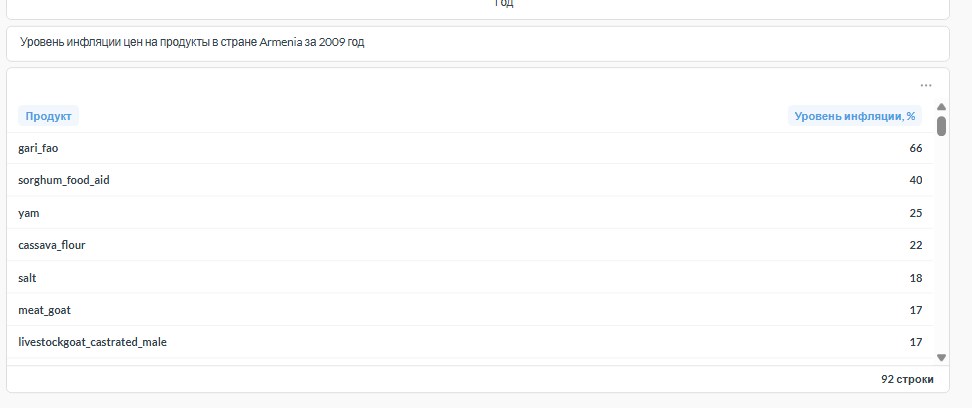 год
Уровень инфляции цен на продукты в стране Armenia за 2009 год
...
Продукт Уровень инфляции, %
gari_fao 66
sorghum_food_aid 40
yam 25
cassava_flour 22
salt 18
meat_goat 17
livestockgoat_castrated_male 17
92 строки